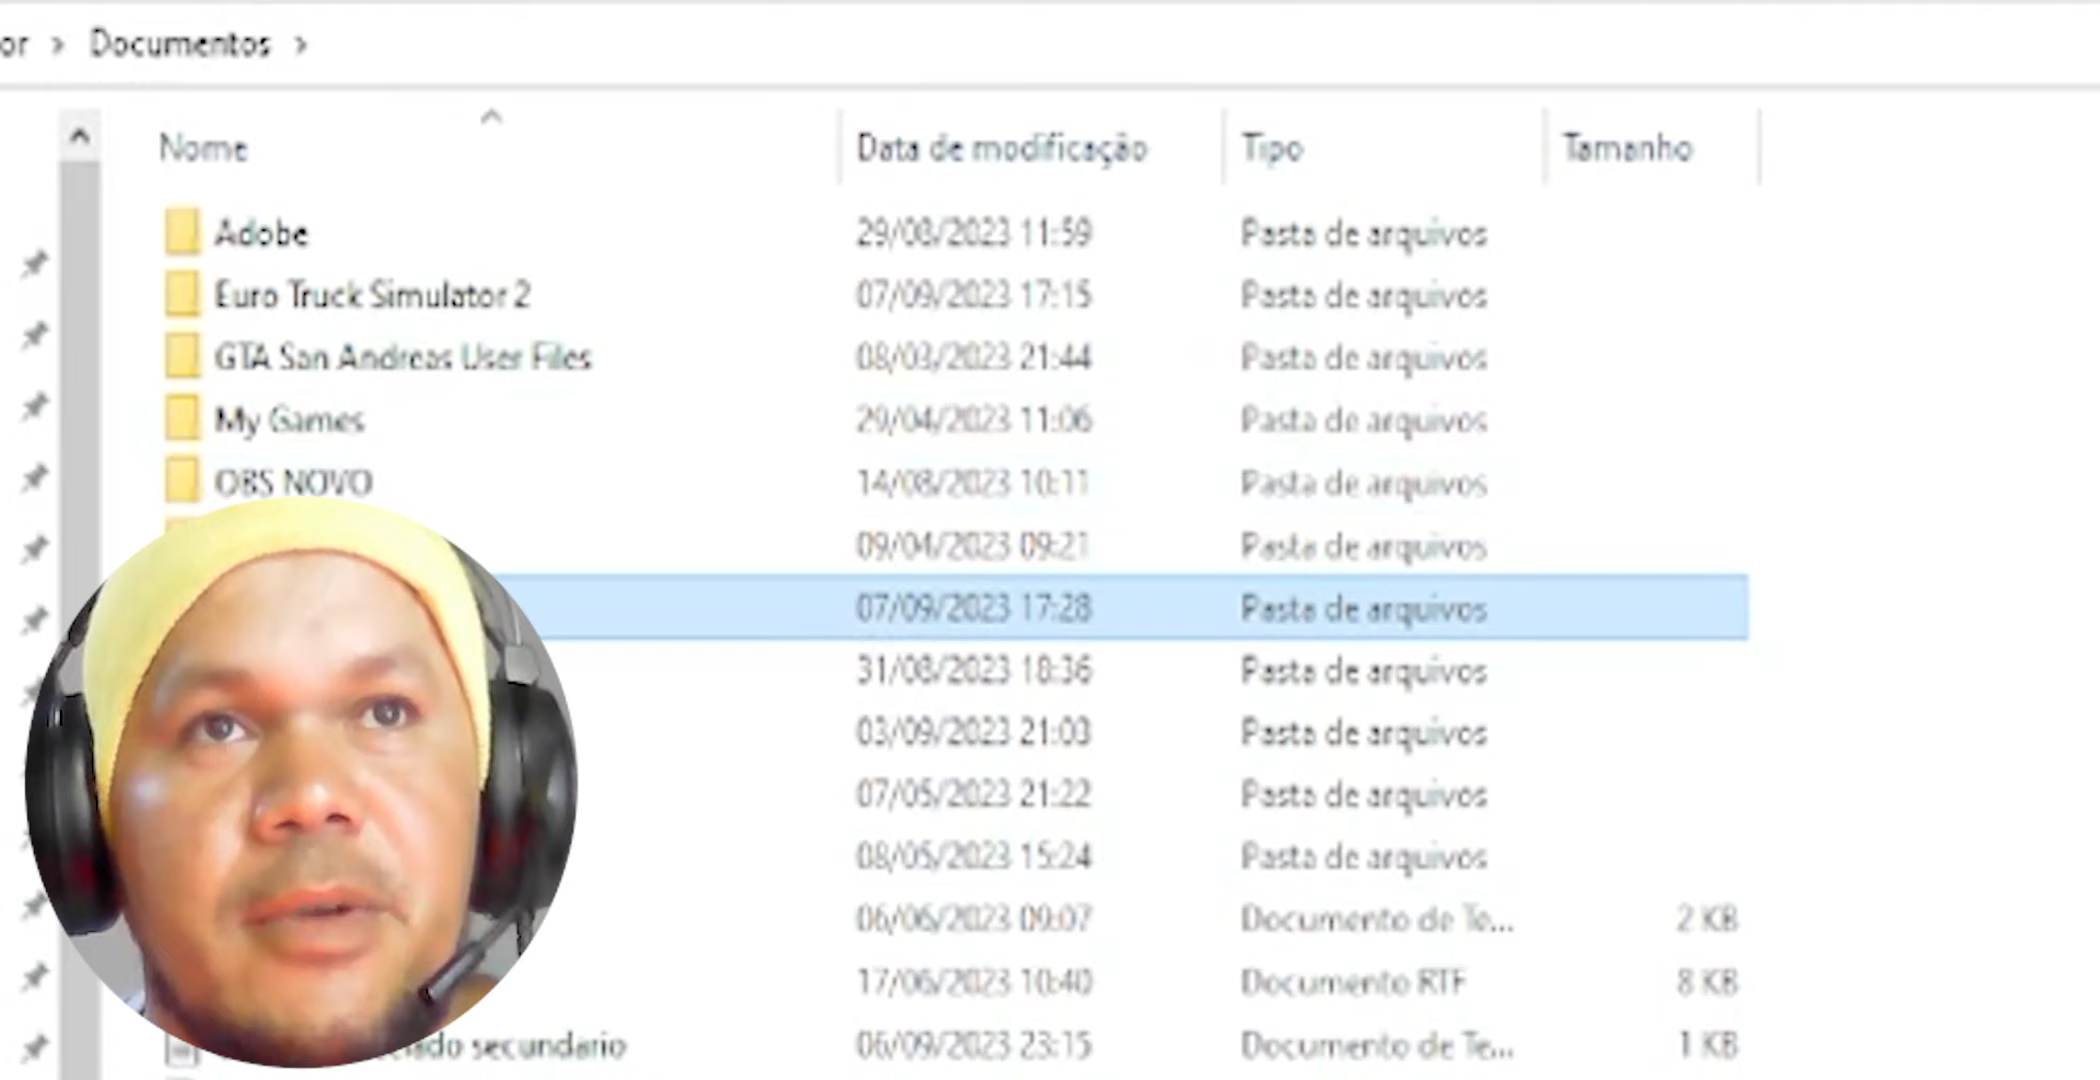 or > Documentos >
Nome Data de modificação Tipo Tamanho
Adobe 29/08/2023 11:59 Pasta de arquivos
Euro Truck Simulator 2 07/09/2023 17:15 Pasta de arquivos
GTA San Andreas User Files 08/03/2023 21:44 Pasta de arquivos
My Games 29/04/2023 11:06 Pasta de arquivos
OBS NOVO 14/08/2023 10:11 Pasta de arquivos
09/04/2023 09:21 Pasta de arquivos
07/09/2023 17:28 Pasta de arquivos
31/08/2023 18:36 Pasta de arquivos
03/09/2023 21:03 Pasta de arquivos
07/05/2023 21:22 Pasta de arquivos
08/05/2023 15:24 Pasta de arquivos
06/06/2023 09:07 Documento de Te... 2 KB
17/06/2023 10:40 Documento RTF 8 KB
secundario 06/09/2023 23:15 Documento de Te... 1 KB